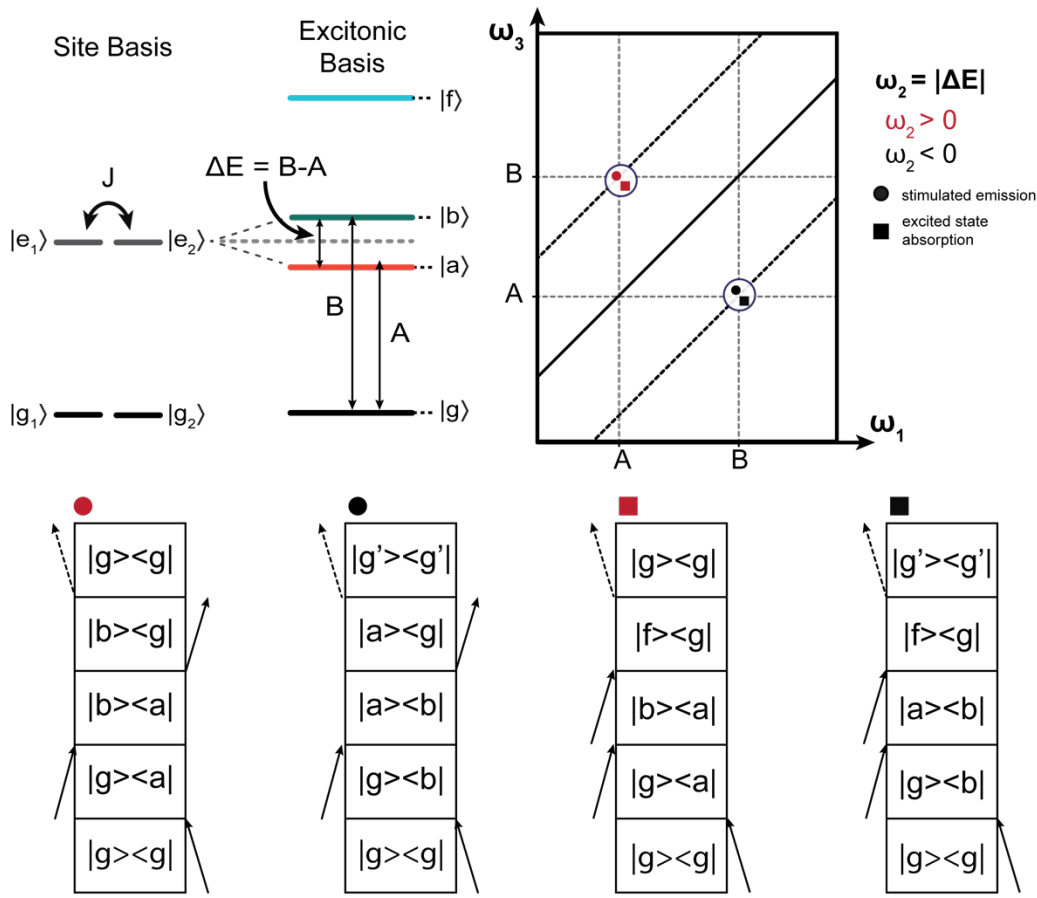 Site Basis
Excitonic
Basis
|f⟩
ΔE = B-A
J
|b⟩
|e₁⟩
|e₂⟩
|a⟩
B
A
|g₁⟩
|g₂⟩
|g⟩
ω₃
B
A
A
B
ω₁
ω₂ = |ΔE|
ω₂ > 0
ω₂ < 0
stimulated emission
excited state
absorption
|g><g|
|b><g|
|b><a|
|g><a|
|g><g|
|g'><g'|
|a><g|
|a><b|
|g><b|
|g><g|
|g><g|
|f><g|
|b><a|
|g><a|
|g><g|
|g'><g'|
|f><g|
|a><b|
|g><b|
|g><g|